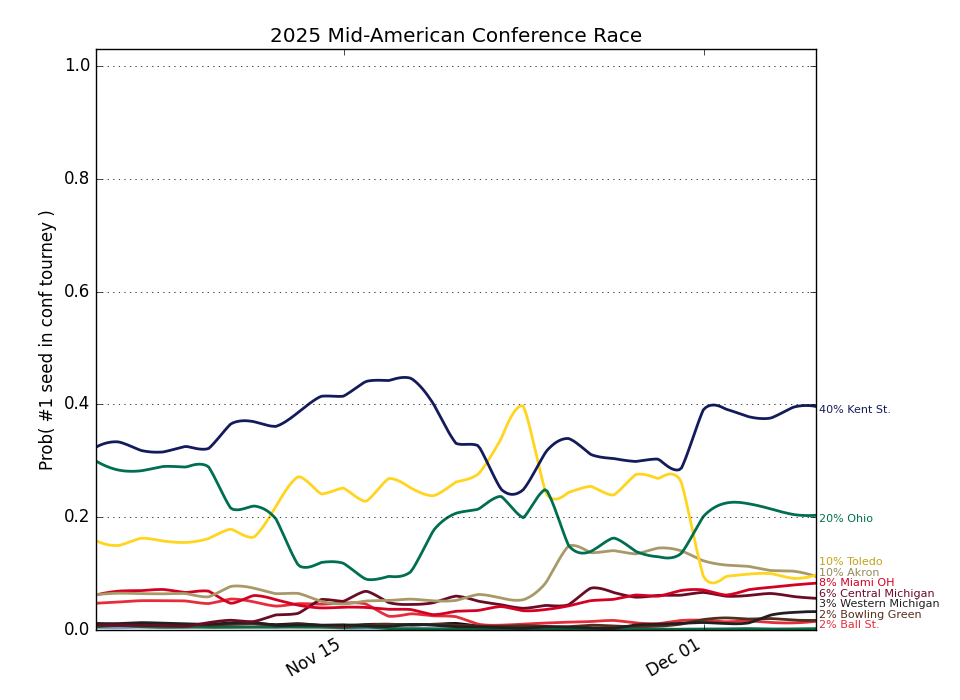 2025 Mid-American Conference Race
Prob( #1 seed in conf tourney )
1.0
0.8
0.6
0.4
0.2
0.0
Nov 15
Dec 01
40% Kent St.
20% Ohio
10% Toledo
10% Akron
8% Miami OH
6% Central Michigan
3% Western Michigan
2% Bowling Green
2% Ball St.